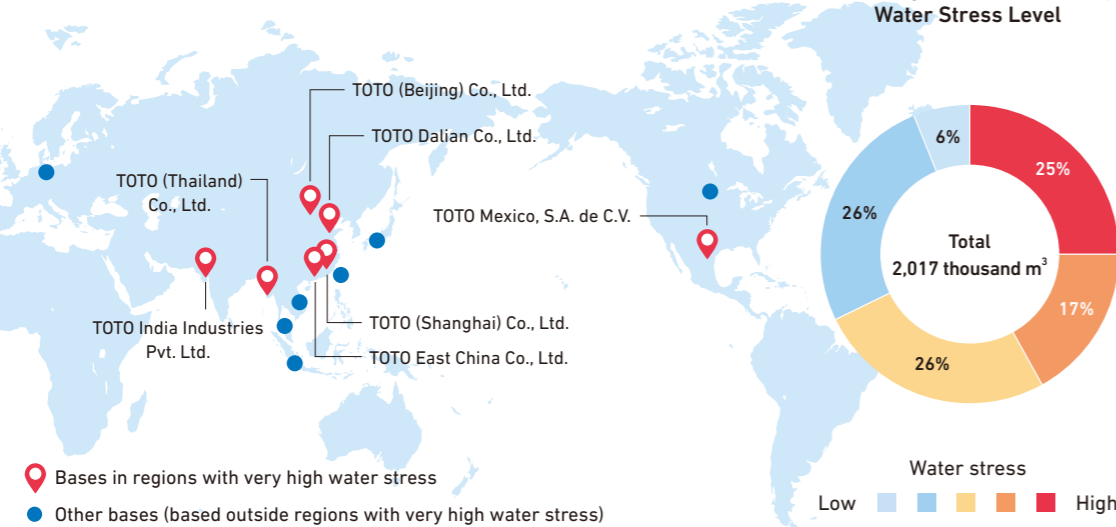 Water Stress Level
TOTO (Beijing) Co., Ltd.
TOTO Dalian Co., Ltd.
TOTO (Thailand)
Co., Ltd.
TOTO Mexico, S.A. de C.V.
TOTO India Industries
Pvt. Ltd.
TOTO (Shanghai) Co., Ltd.
TOTO East China Co., Ltd.
6%
25%
26%
17%
26%
Total
2,017 thousand m³
Bases in regions with very high water stress
Other bases (based outside regions with very high water stress)
Water stress
Low
High